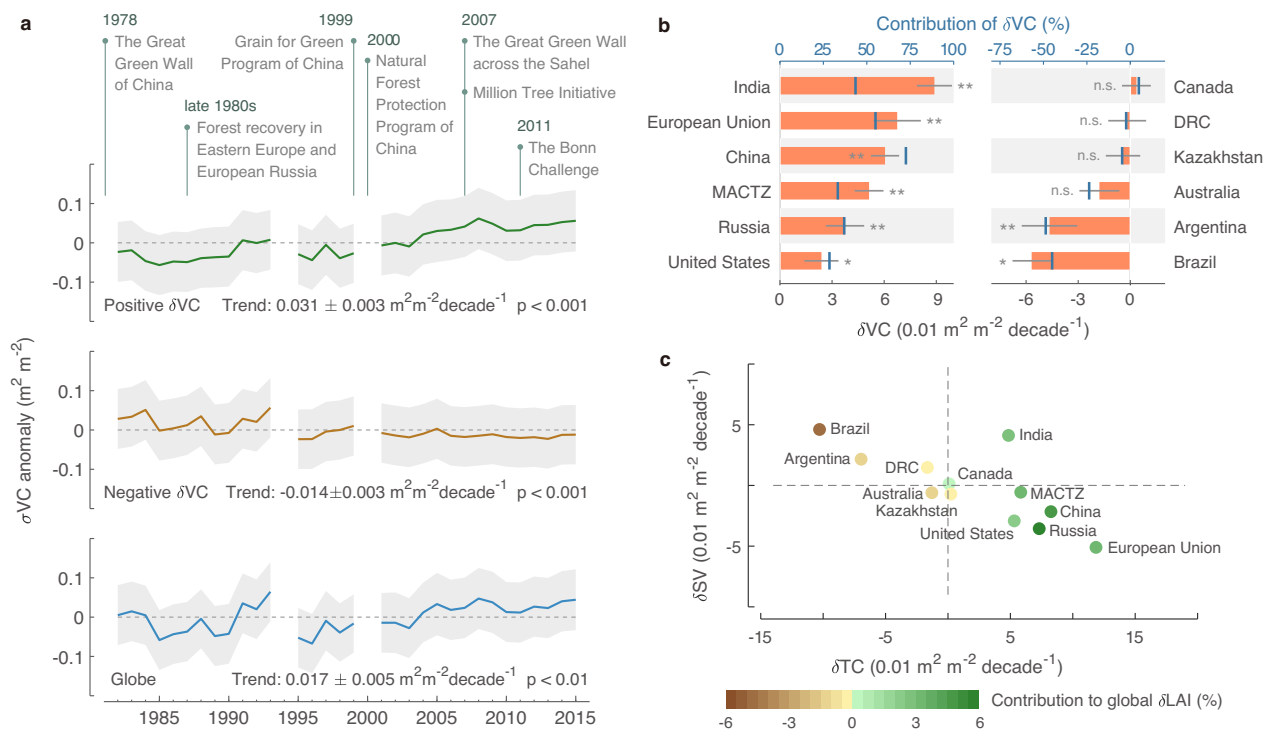 a
1978
The Great
Green Wall
of China
late 1980s
Forest recovery in
Eastern Europe and
European Russia
1999
Grain for Green
Program of China
2000
Natural
Forest
Protection
Program of
China
2007
The Great Green Wall
across the Sahel
Million Tree Initiative
2011
The Bonn
Challenge
σVC anomaly (m² m⁻²)
0.1
0
-0.1
Positive δVC Trend: 0.031 ± 0.003 m²m⁻²decade⁻¹ p < 0.001
0.1
0
-0.1
Negative δVC Trend: -0.014±0.003 m²m⁻²decade⁻¹ p < 0.001
0.1
0
-0.1
Globe Trend: 0.017 ± 0.005 m²m⁻²decade⁻¹ p < 0.01
1985 1990 1995 2000 2005 2010 2015
b
Contribution of δVC (%)
0 25 50 75 100 -75 -50 -25 0
India ** n.s. Canada
European Union ** n.s. DRC
China ** n.s. Kazakhstan
MACTZ ** n.s. Australia
Russia ** ** Argentina
United States * * Brazil
0 3 6 9 -6 -3 0
δVC (0.01 m² m⁻² decade⁻¹)
c
δSV (0.01 m² m⁻² decade⁻¹)
5
-5
Brazil
India
Argentina
DRC
Canada
Australia
MACTZ
Kazakhstan
China
United States
Russia
European Union
-15 -5 5 15
δTC (0.01 m² m⁻² decade⁻¹)
-6 -3 0 3 6
Contribution to global δLAI (%)